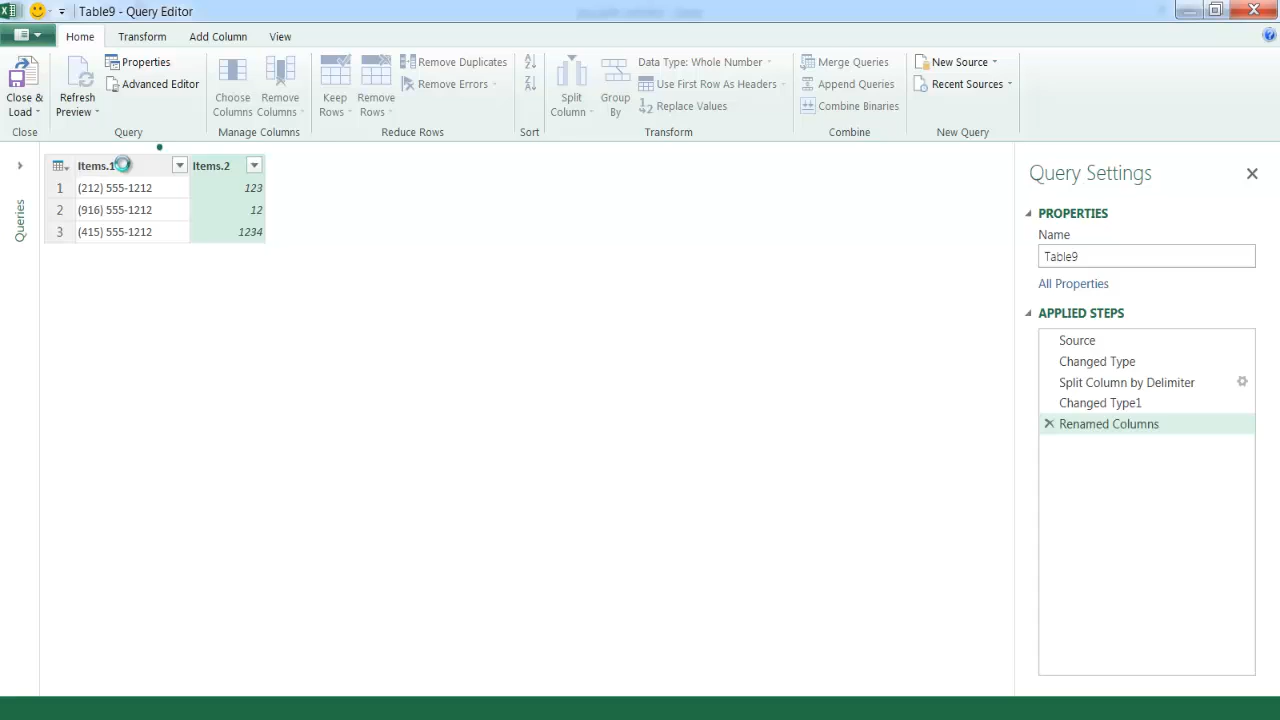 Table9 - Query Editor
Home Transform Add Column View
Close & Load
Refresh Preview
Properties
Advanced Editor
Choose Columns
Remove Columns
Keep Rows
Remove Rows
Remove Duplicates
Remove Errors
Split Column
Group By
Data Type: Whole Number
Use First Row As Headers
Replace Values
Merge Queries
Append Queries
Combine Binaries
New Source
Recent Sources
Close Query Manage Columns Reduce Rows Sort Transform Combine New Query
Queries
Items.1 Items.2
1 (212) 555-1212 123
2 (916) 555-1212 12
3 (415) 555-1212 1234
Query Settings
PROPERTIES
Name
Table9
All Properties
APPLIED STEPS
Source
Changed Type
Split Column by Delimiter
Changed Type1
Renamed Columns